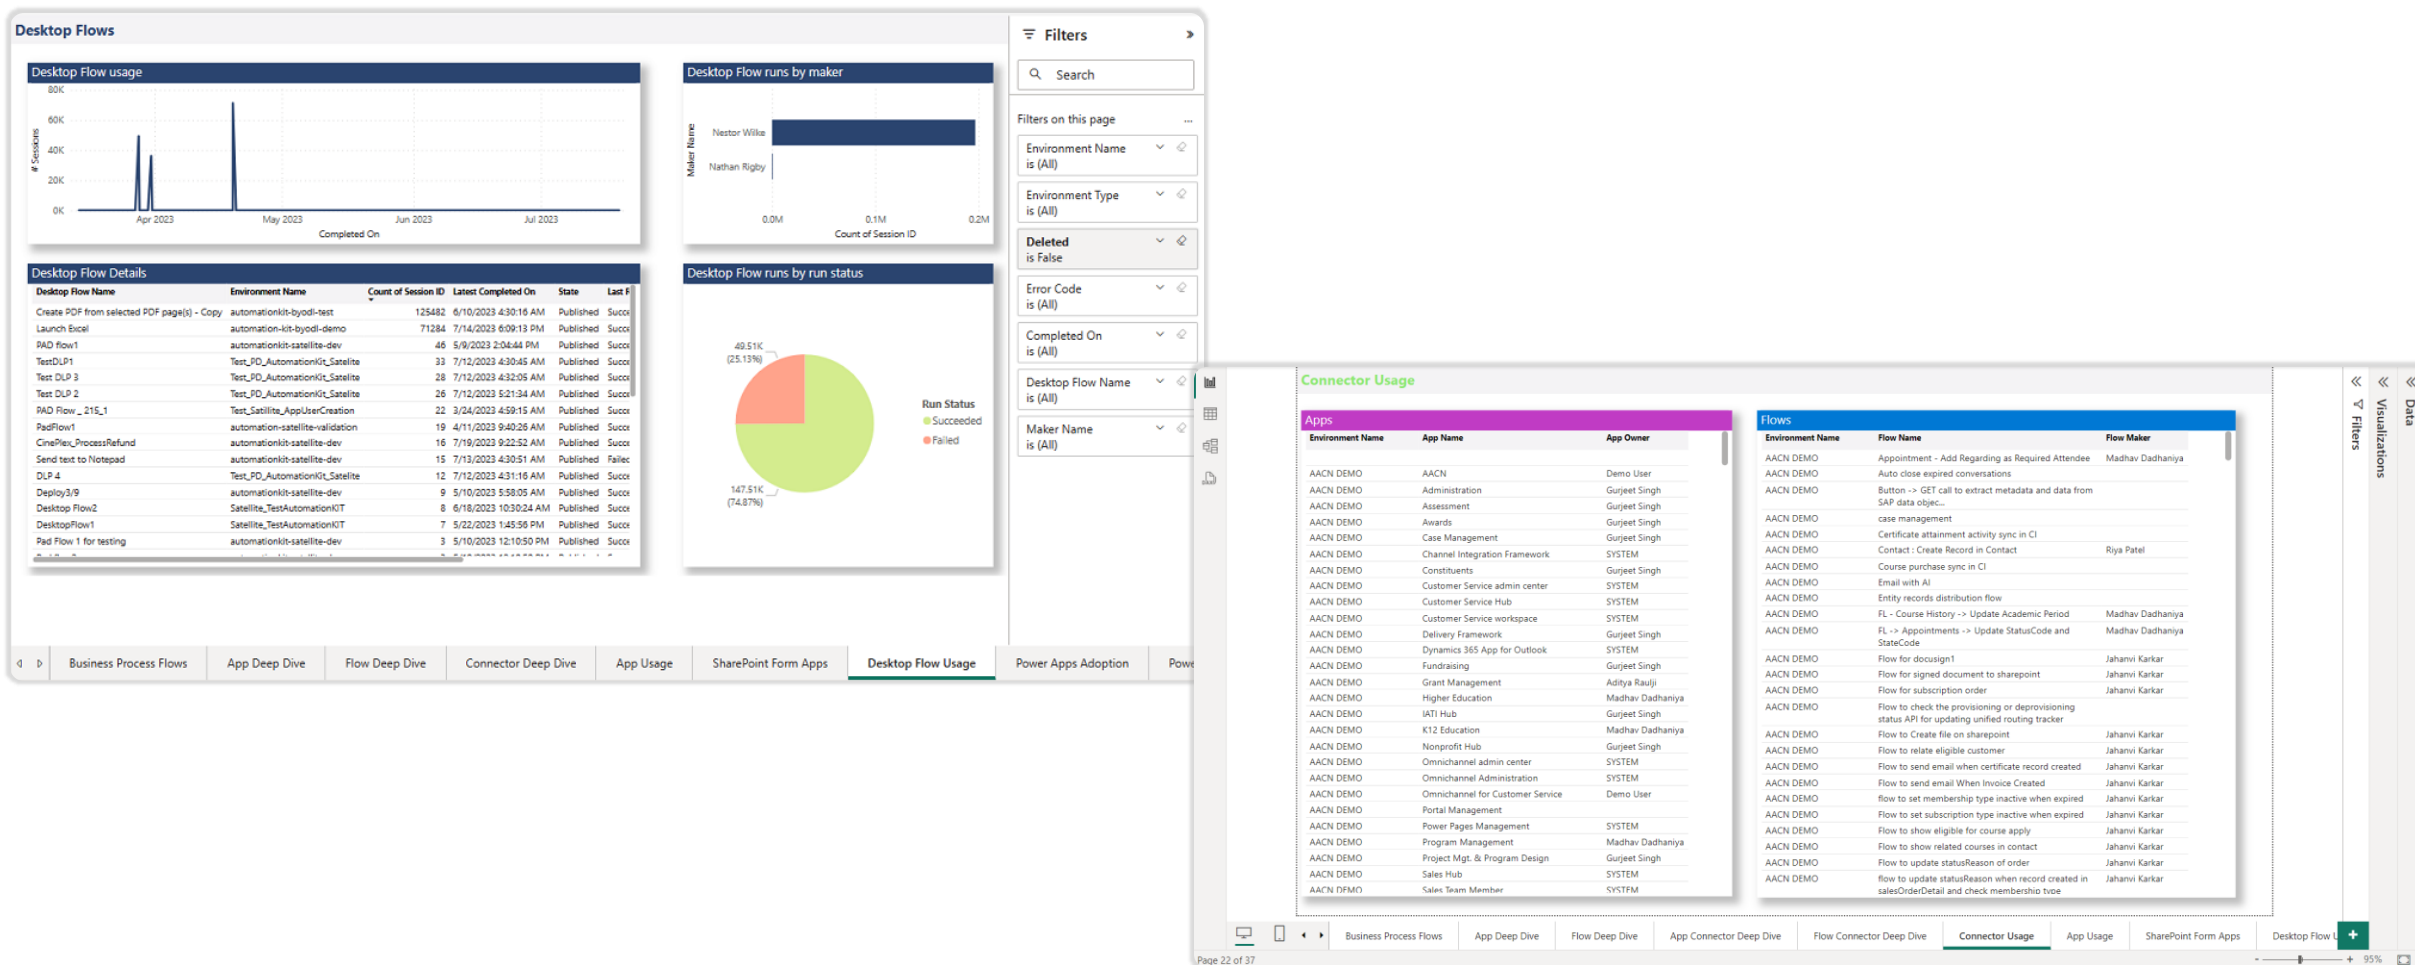 Desktop Flows
Desktop Flow usage
80K
60K
40K
20K
0K
# Sessions
Apr 2023 May 2023 Jun 2023 Jul 2023
Completed On
Desktop Flow runs by maker
Maker Name
Nestor Wilke
Nathan Rigby
0.0M 0.1M 0.2M
Count of Session ID
Desktop Flow Details
Desktop Flow Name Environment Name Count of Session ID Latest Completed On State Last R
Create PDF from selected PDF page(s) - Copy automationkit-byodl-test 125482 6/10/2023 4:30:16 AM Published Succe
Launch Excel automation-kit-byodl-demo 71284 7/14/2023 6:09:13 PM Published Succe
PAD flow1 automationkit-satellite-dev 46 5/9/2023 2:04:44 PM Published Succe
TestDLP1 Test_PD_AutomationKit_Satelite 33 7/12/2023 4:30:45 AM Published Succe
Test DLP 3 Test_PD_AutomationKit_Satelite 28 7/12/2023 4:32:05 AM Published Succe
Test DLP 2 Test_PD_AutomationKit_Satelite 26 7/12/2023 5:21:34 AM Published Succe
PAD Flow _ 215_1 Test_Satillite_AppUserCreation 22 3/24/2023 4:59:15 AM Published Succe
PadFlow1 automation-satellite-validation 19 4/11/2023 9:40:26 AM Published Succe
CinePlex_ProcessRefund automationkit-satellite-dev 16 7/19/2023 9:22:52 AM Published Succe
Send text to Notepad automationkit-satellite-dev 15 7/13/2023 4:30:51 AM Published Failed
DLP 4 Test_PD_AutomationKit_Satelite 12 7/12/2023 4:31:16 AM Published Succe
Deploy3/9 automationkit-satellite-dev 9 5/10/2023 5:58:05 AM Published Succe
Desktop Flow2 Satellite_TestAutomationKIT 8 6/18/2023 10:30:24 AM Published Succe
DesktopFlow1 Satellite_TestAutomationKIT 7 5/22/2023 1:45:56 PM Published Succe
Pad Flow 1 for testing automationkit-satellite-dev 3 5/10/2023 12:10:50 PM Published Succe
Desktop Flow runs by run status
49.51K
(25.13%)
147.51K
(74.87%)
Run Status
Succeeded
Failed
Filters
Search
Filters on this page ...
Environment Name
is (All)
Environment Type
is (All)
Deleted
is False
Error Code
is (All)
Completed On
is (All)
Desktop Flow Name
is (All)
Maker Name
is (All)
Business Process Flows App Deep Dive Flow Deep Dive Connector Deep Dive App Usage SharePoint Form Apps Desktop Flow Usage Power Apps Adoption Powe
Connector Usage
Apps
Environment Name App Name App Owner
AACN DEMO AACN Demo User
AACN DEMO Administration Gurjeet Singh
AACN DEMO Assessment Gurjeet Singh
AACN DEMO Awards Gurjeet Singh
AACN DEMO Case Management Gurjeet Singh
AACN DEMO Channel Integration Framework SYSTEM
AACN DEMO Constituents Gurjeet Singh
AACN DEMO Customer Service admin center SYSTEM
AACN DEMO Customer Service Hub SYSTEM
AACN DEMO Customer Service workspace SYSTEM
AACN DEMO Delivery Framework Gurjeet Singh
AACN DEMO Dynamics 365 App for Outlook SYSTEM
AACN DEMO Fundraising Gurjeet Singh
AACN DEMO Grant Management Aditya Raulji
AACN DEMO Higher Education Madhav Dadhaniya
AACN DEMO IATI Hub Gurjeet Singh
AACN DEMO K12 Education Madhav Dadhaniya
AACN DEMO Nonprofit Hub Gurjeet Singh
AACN DEMO Omnichannel admin center SYSTEM
AACN DEMO Omnichannel Administration SYSTEM
AACN DEMO Omnichannel for Customer Service Demo User
AACN DEMO Portal Management
AACN DEMO Power Pages Management SYSTEM
AACN DEMO Program Management Madhav Dadhaniya
AACN DEMO Project Mgt. & Program Design Gurjeet Singh
AACN DEMO Sales Hub SYSTEM
AACN DEMO Sales Team Member SYSTEM
Flows
Environment Name Flow Name Flow Maker
AACN DEMO Appointment - Add Regarding as Required Attendee Madhav Dadhaniya
AACN DEMO Auto close expired conversations
AACN DEMO Button -> GET call to extract metadata and data from
SAP data objec...
AACN DEMO case management
AACN DEMO Certificate attainment activity sync in CI
AACN DEMO Contact : Create Record in Contact Riya Patel
AACN DEMO Course purchase sync in CI
AACN DEMO Email with AI
AACN DEMO Entity records distribution flow
AACN DEMO FL - Course History -> Update Academic Period Madhav Dadhaniya
AACN DEMO FL -> Appointments -> Update StatusCode and Madhav Dadhaniya
StateCode
AACN DEMO Flow for docusign1 Jahanvi Karkar
AACN DEMO Flow for signed document to sharepoint Jahanvi Karkar
AACN DEMO Flow for subscription order Jahanvi Karkar
AACN DEMO Flow to check the provisioning or deprovisioning
status API for updating unified routing tracker
AACN DEMO Flow to Create file on sharepoint Jahanvi Karkar
AACN DEMO Flow to relate eligible customer Jahanvi Karkar
AACN DEMO Flow to send email when certificate record created Jahanvi Karkar
AACN DEMO Flow to send email When Invoice Created Jahanvi Karkar
AACN DEMO flow to set membership type inactive when expired Jahanvi Karkar
AACN DEMO Flow to set subscription type inactive when expired Jahanvi Karkar
AACN DEMO Flow to show eligible for course apply Jahanvi Karkar
AACN DEMO Flow to show related courses in contact Jahanvi Karkar
AACN DEMO Flow to update statusReason of order Jahanvi Karkar
AACN DEMO flow to update statusReason when record created in Jahanvi Karkar
salesOrderDetail and check membership type
Filters
Visualizations
Data
Business Process Flows App Deep Dive Flow Deep Dive App Connector Deep Dive Flow Connector Deep Dive Connector Usage App Usage SharePoint Form Apps Desktop Flow U
Page 22 of 37
- + 95%